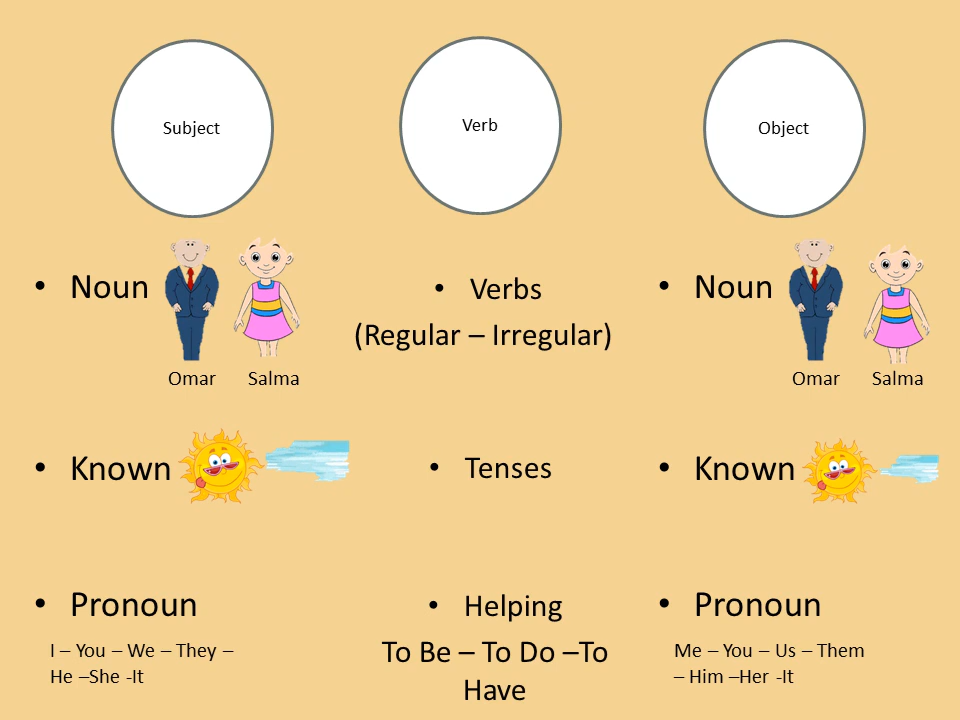 Subject
Verb
Object
• Noun
Omar
Salma
• Known
• Pronoun
I – You – We – They –
He –She -It
• Verbs
(Regular – Irregular)
• Tenses
• Helping
To Be – To Do –To
Have
• Noun
Omar
Salma
• Known
• Pronoun
Me – You – Us – Them
– Him –Her -It